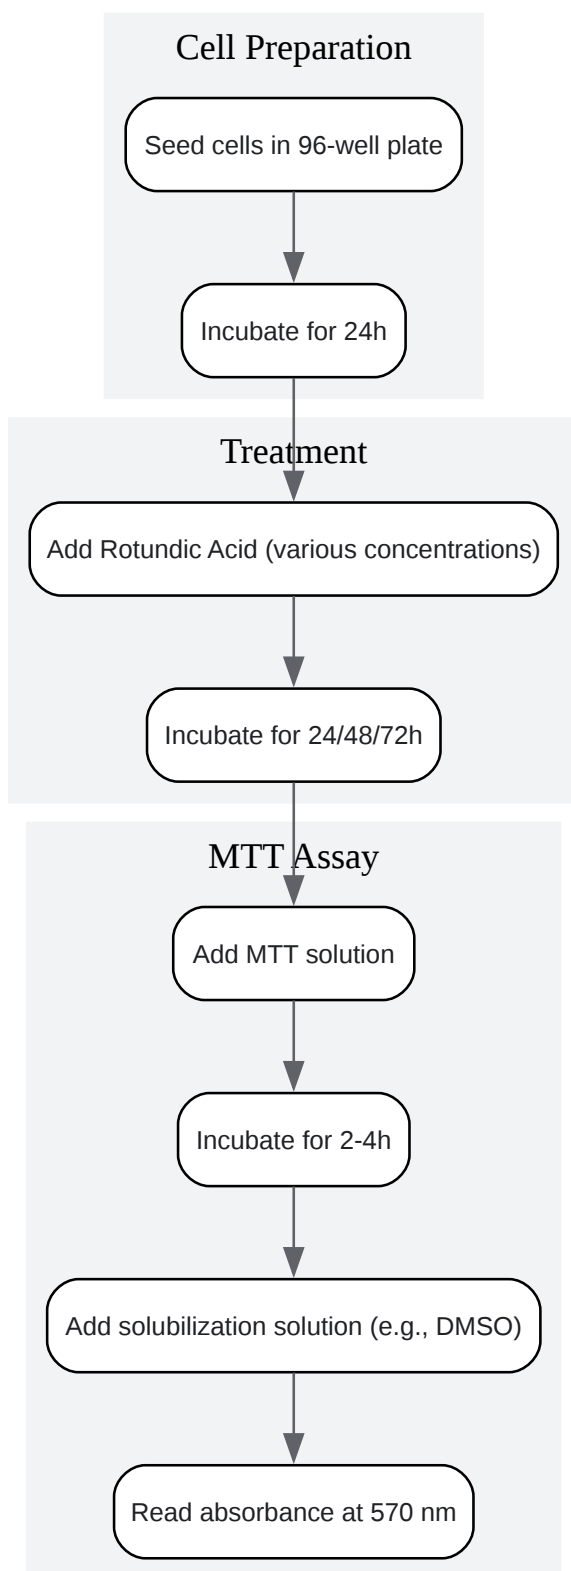 Cell Preparation
Seed cells in 96-well plate
Incubate for 24h
Treatment
Add Rotundic Acid (various concentrations)
Incubate for 24/48/72h
MTT Assay
Add MTT solution
Incubate for 2-4h
Add solubilization solution (e.g., DMSO)
Read absorbance at 570 nm